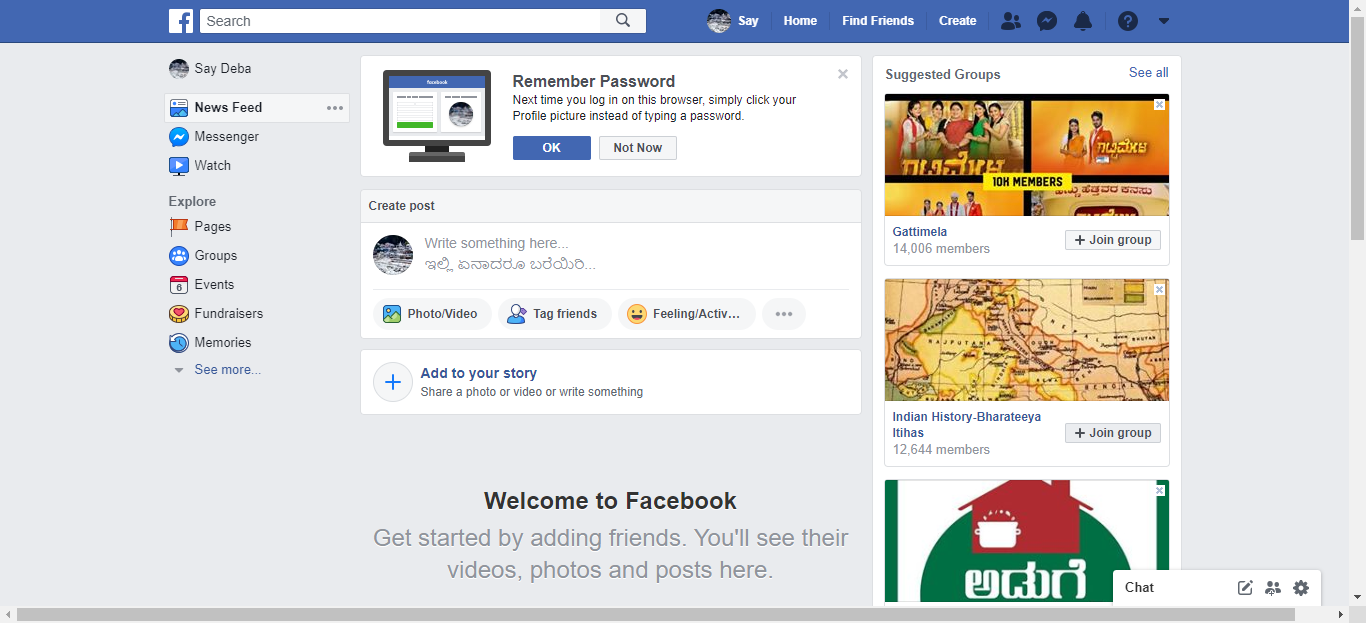 Search
Say
Home
Find Friends
Create
Say Deba
News Feed
Messenger
Watch
Explore
Pages
Groups
6
Events
Fundraisers
Memories
See more...
facebook
Remember Password
Next time you log in on this browser, simply click your
Profile picture instead of typing a password.
OK
Not Now
Create post
Write something here...
ಇಲ್ಲಿ ಏನಾದರೂ ಬರೆಯಿರಿ...
Photo/Video
Tag friends
Feeling/Activ...
Add to your story
Share a photo or video or write something
Welcome to Facebook
Get started by adding friends. You'll see their
videos, photos and posts here.
Suggested Groups
See all
ಗಟ್ಟಿಮೇಳ
ಗಟ್ಟಿಮೇಳ
10K MEMBERS
Gattimela
14,006 members
+ Join group
RAJPUTANA
OUDH
BENGAL
Indian History-Bharateeya
Itihas
12,644 members
+ Join group
ಅಡುಗೆ
Chat